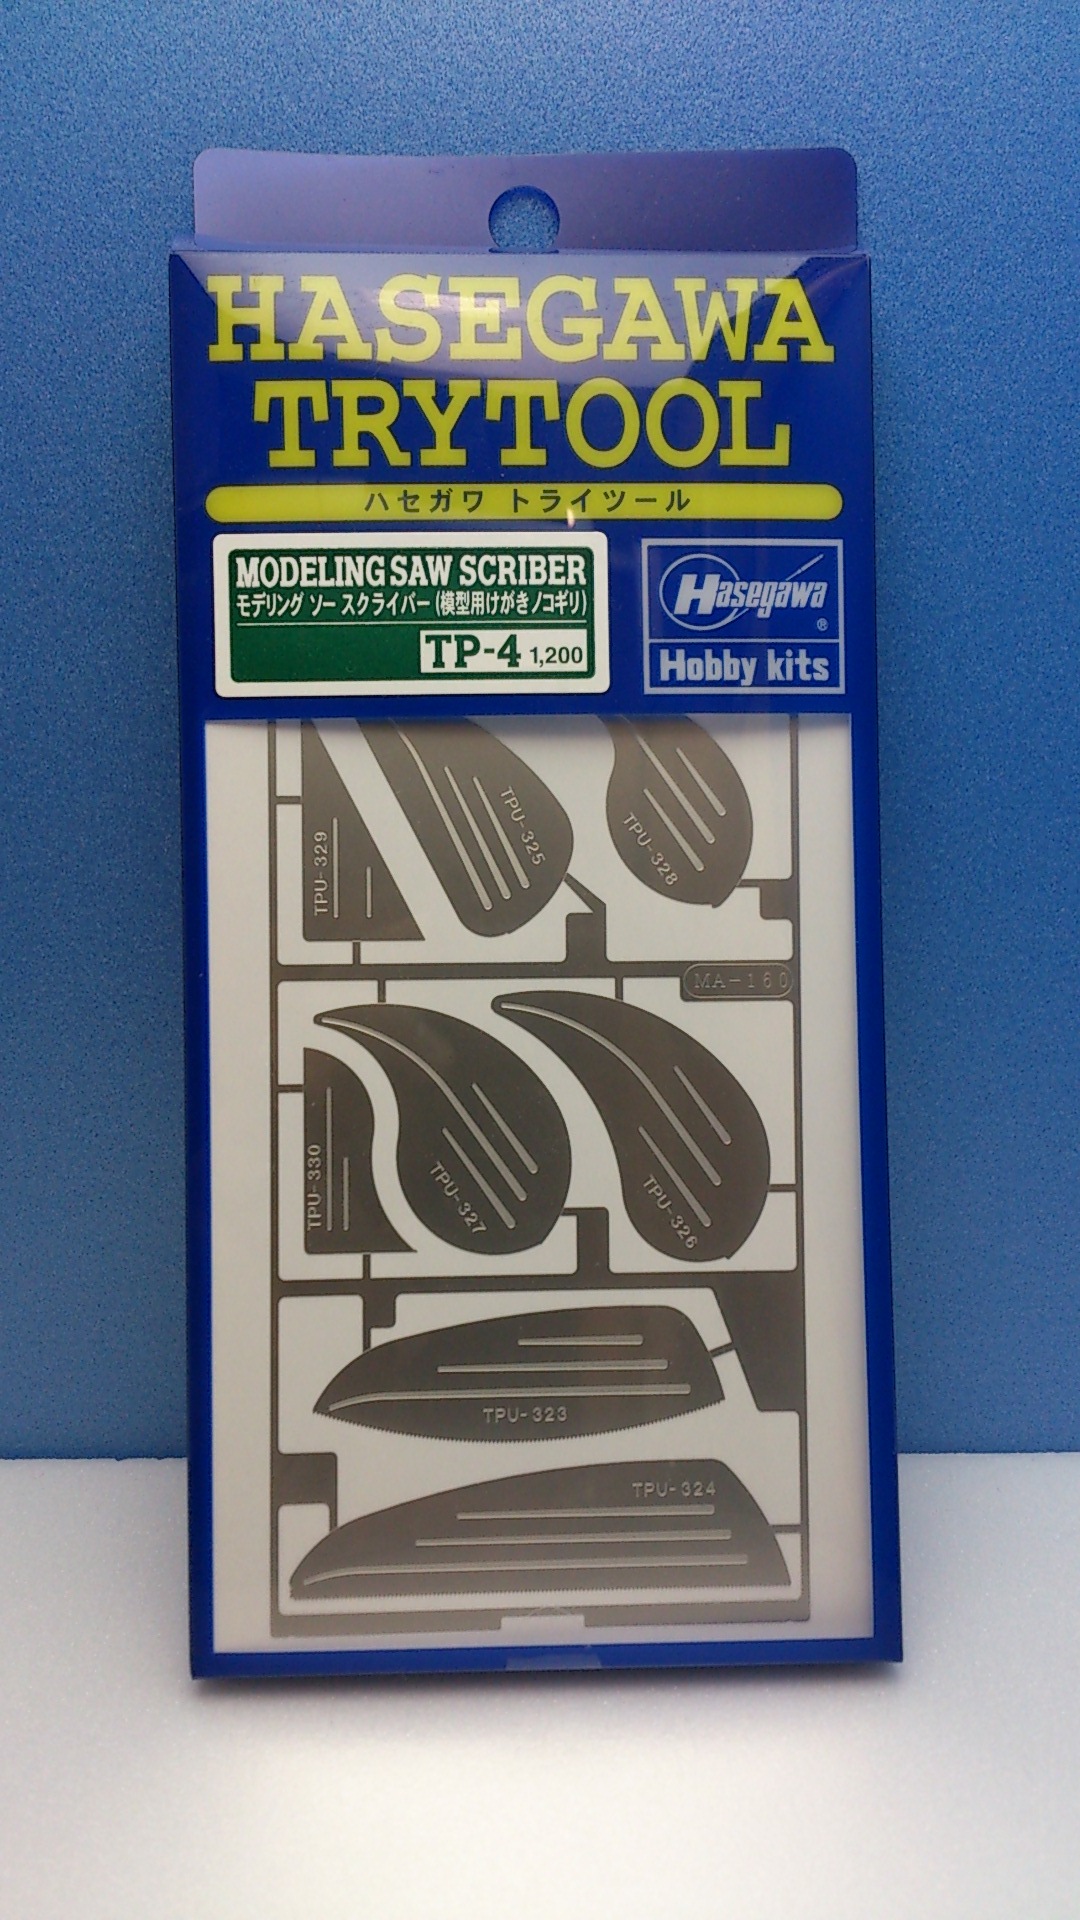 HASEGAWA
TRYTOOL
ハセガワ トライツール
MODELING SAW SCRIBER
モデリング ソー スクライバー (模型用けがきノコギリ)
TP-4 1,200
Hasegawa
®
Hobby kits
TPU-329
TPU-325
TPU-328
MA-160
TPU-330
TPU-327
TPU-326
TPU-323
TPU-324